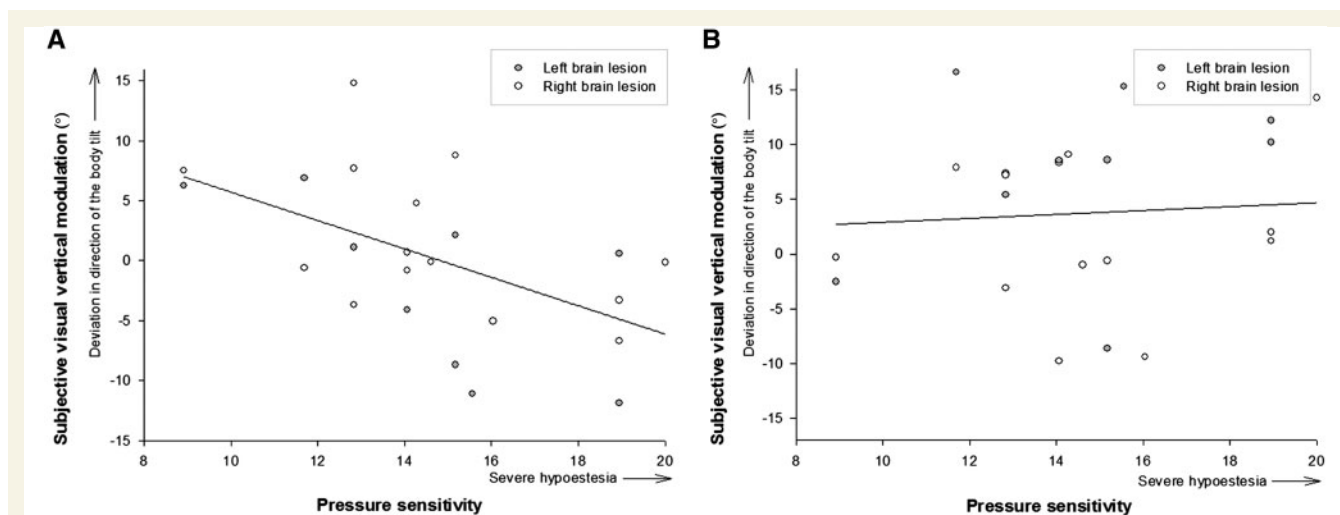 A
Left brain lesion
Right brain lesion
Subjective visual vertical modulation (°)
Deviation in direction of the body tilt
15
10
5
0
-5
-10
-15
8 10 12 14 16 18 20
Severe hypoestesia
Pressure sensitivity
B
Left brain lesion
Right brain lesion
Subjective visual vertical modulation (°)
Deviation in direction of the body tilt
15
10
5
0
-5
-10
-15
8 10 12 14 16 18 20
Severe hypoestesia
Pressure sensitivity